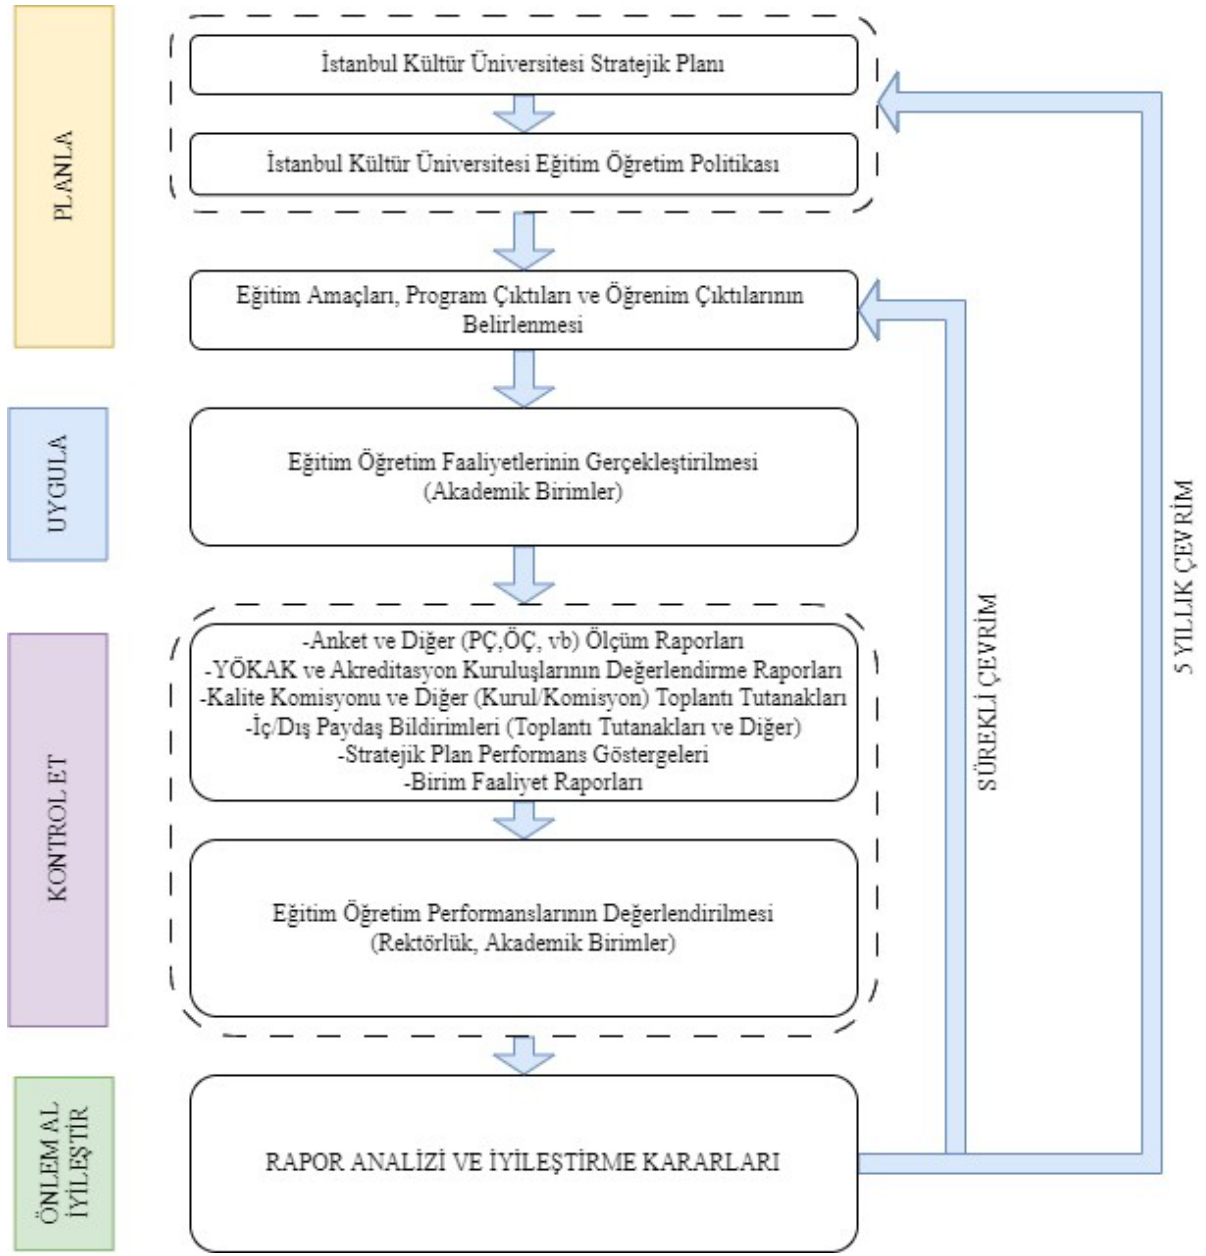 PLANLA
İstanbul Kültür Üniversitesi Stratejik Planı
İstanbul Kültür Üniversitesi Eğitim Öğretim Politikası
Eğitim Amaçları, Program Çıktıları ve Öğrenim Çıktılarının
Belirlenmesi
UYGULA
Eğitim Öğretim Faaliyetlerinin Gerçekleştirilmesi
(Akademik Birimler)
KONTROL ET
-Anket ve Diğer (PÇ,ÖÇ, vb) Ölçüm Raporları
-YÖKAK ve Akreditasyon Kuruluşlarının Değerlendirme Raporları
-Kalite Komisyonu ve Diğer (Kurul/Komisyon) Toplantı Tutanakları
-İç/Dış Paydaş Bildirimleri (Toplantı Tutanakları ve Diğer)
-Stratejik Plan Performans Göstergeleri
-Birim Faaliyet Raporları
Eğitim Öğretim Performanslarının Değerlendirilmesi
(Rektörlük, Akademik Birimler)
ÖNLEM AL
İYİLEŞTİR
RAPOR ANALİZİ VE İYİLEŞTİRME KARARLARI
SÜREKLİ ÇEVRİM
5 YILLIK ÇEVRİM